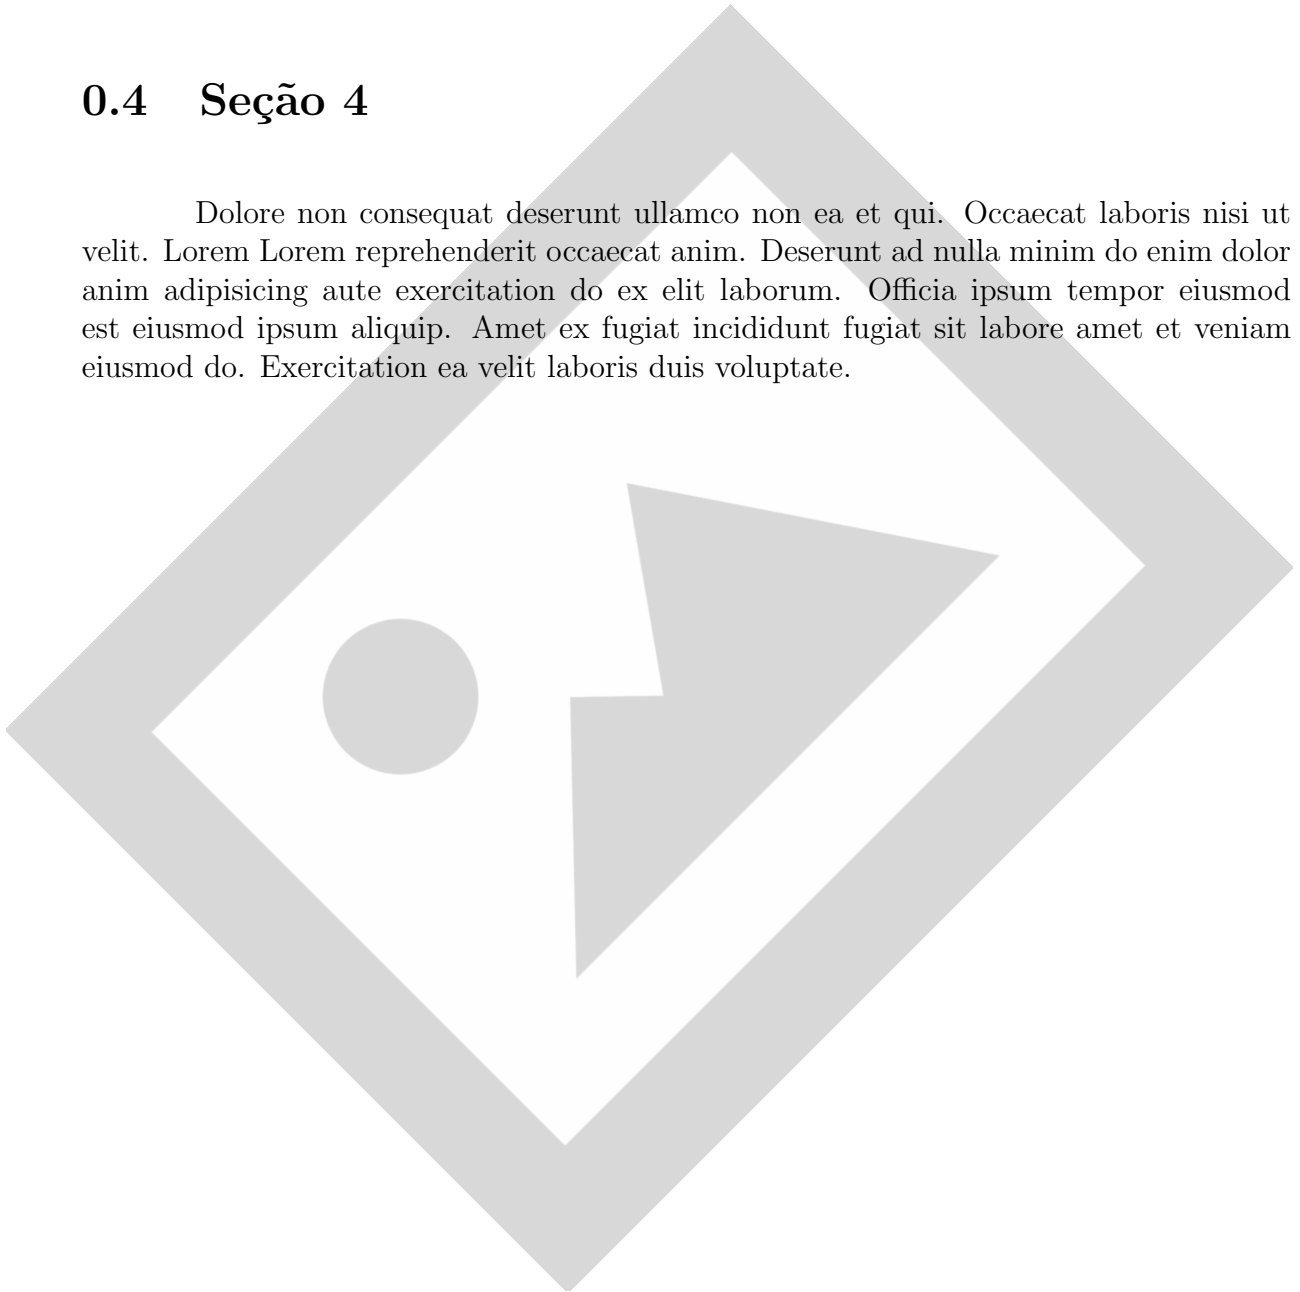 0.4 Seção 4
Dolore non consequat deserunt ullamco non ea et qui. Occaecat laboris nisi ut
velit. Lorem Lorem reprehenderit occaecat anim. Deserunt ad nulla minim do enim dolor
anim adipisicing aute exercitation do ex elit laborum. Officia ipsum tempor eiusmod
est eiusmod ipsum aliquip. Amet ex fugiat incididunt fugiat sit labore amet et veniam
eiusmod do. Exercitation ea velit laboris duis voluptate.